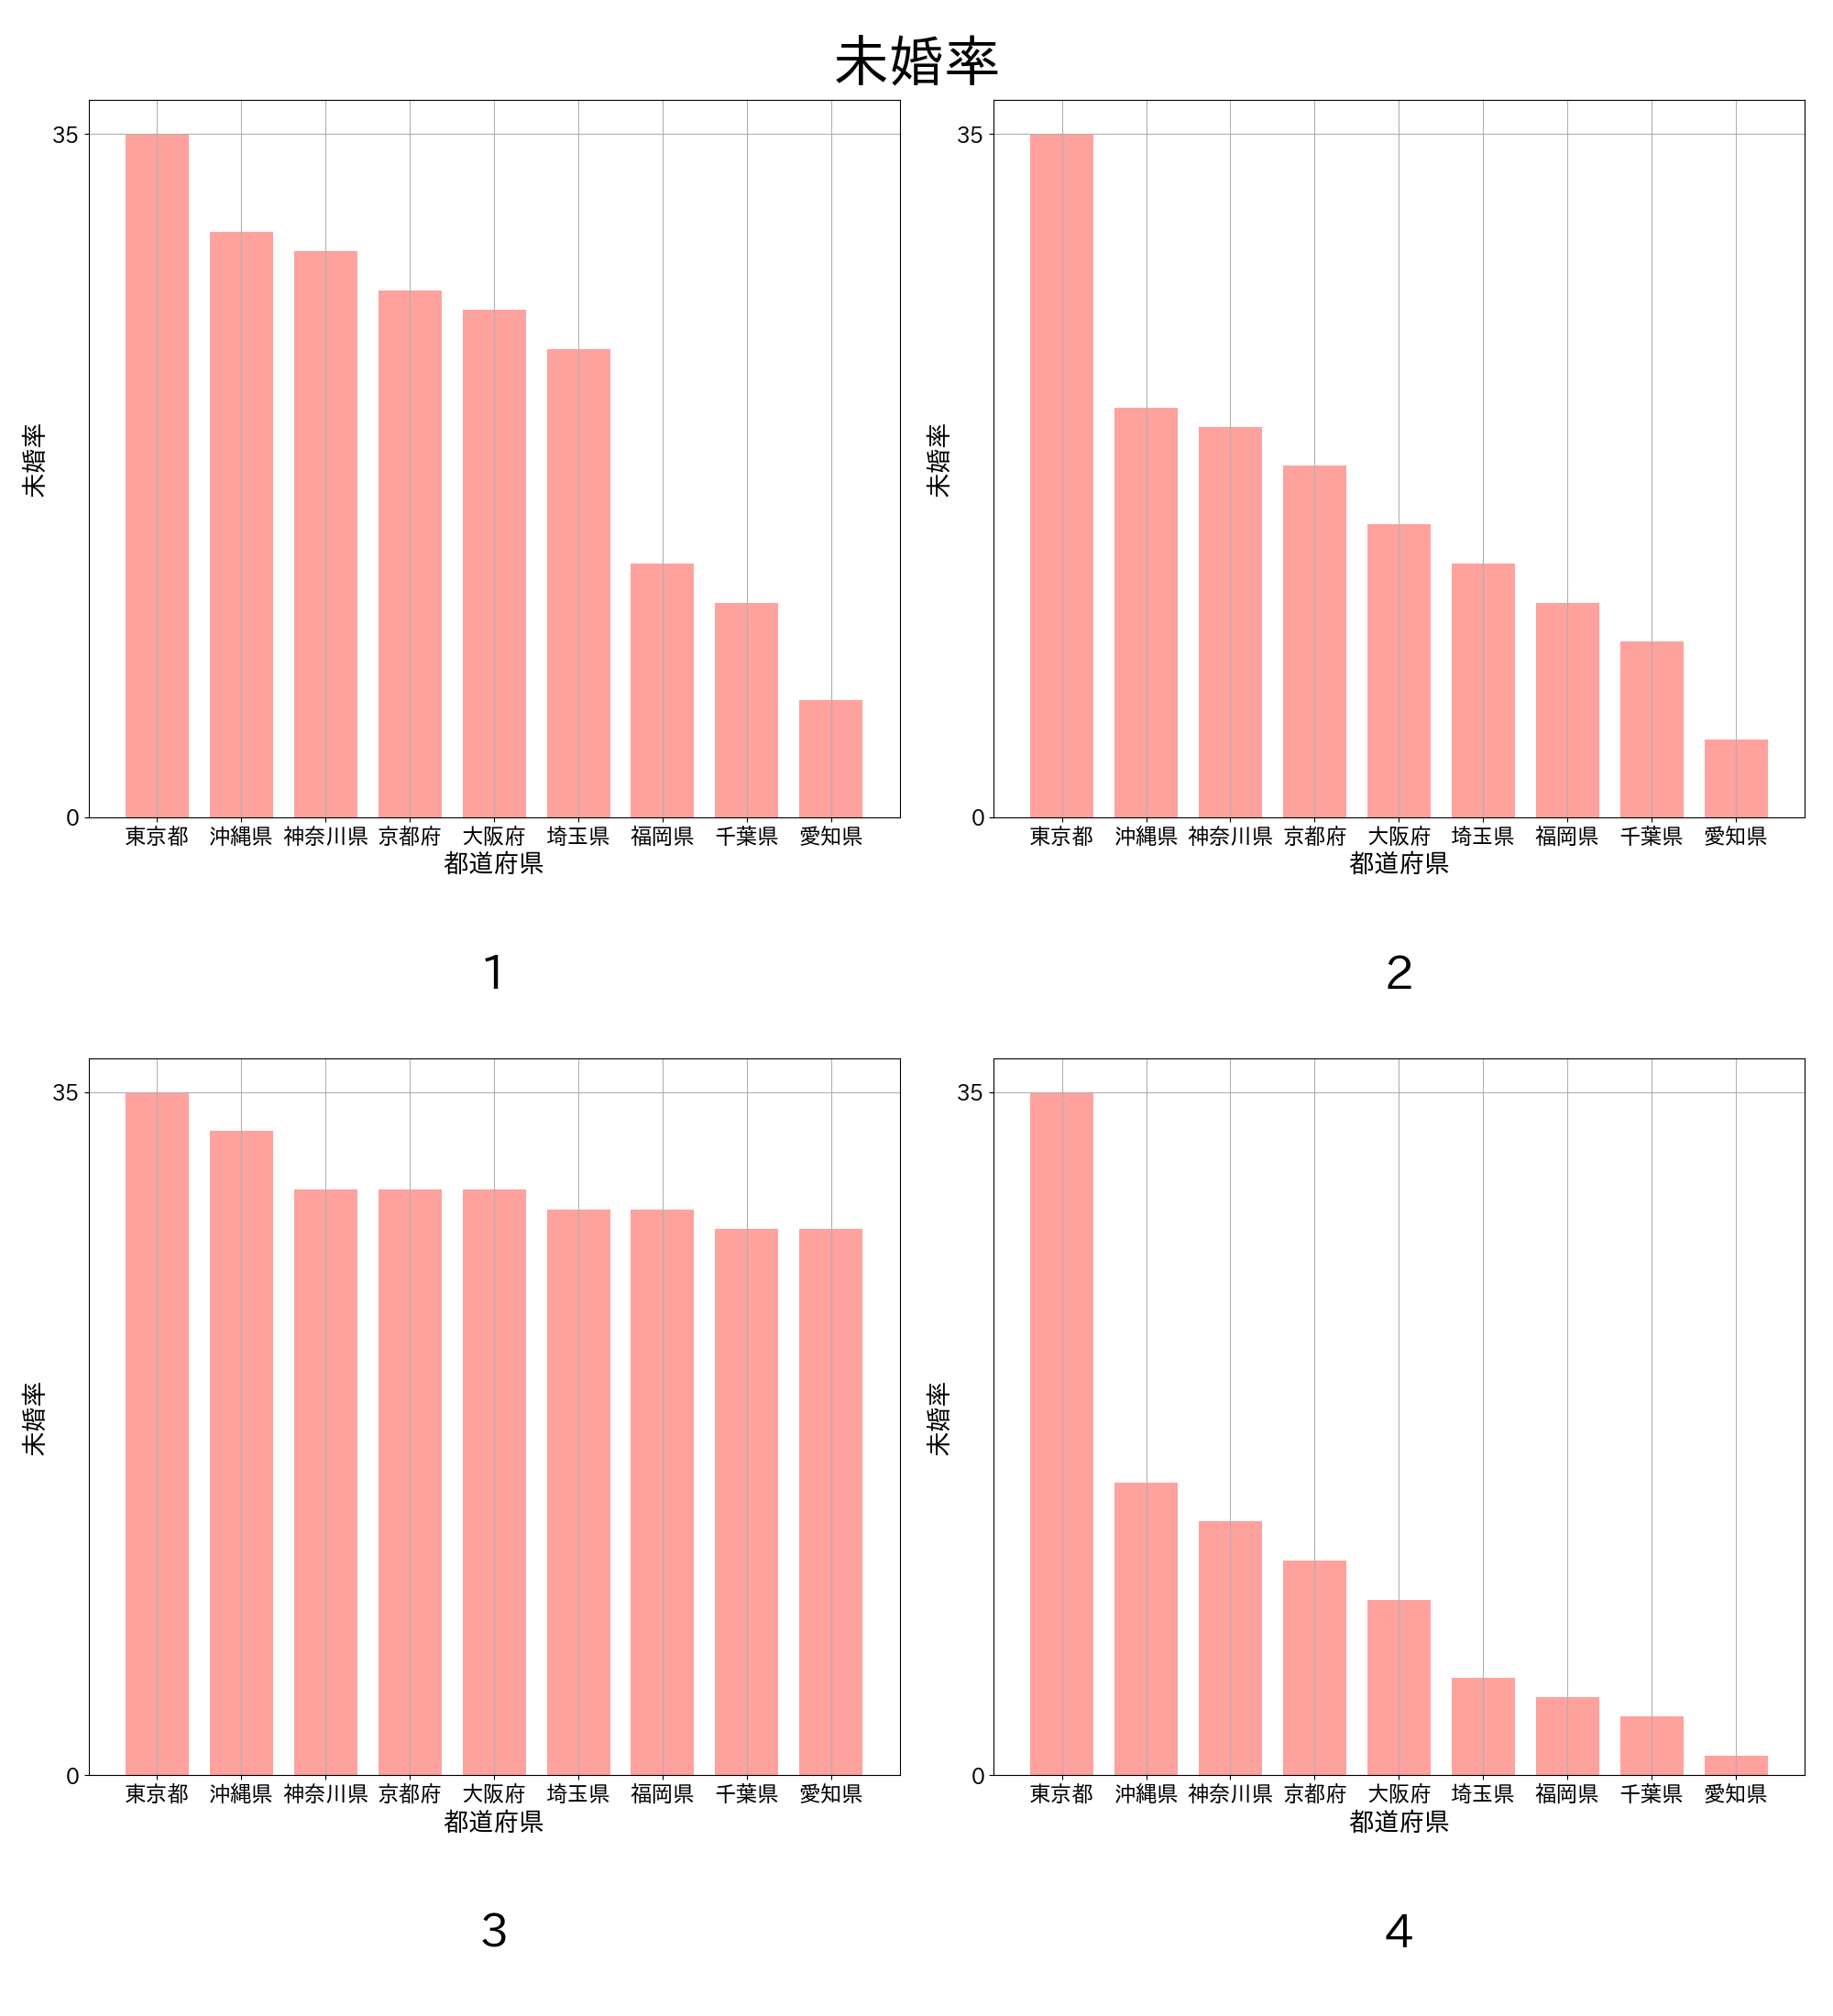 未婚率
35
0
未婚率
東京都 沖縄県 神奈川県 京都府 大阪府 埼玉県 福岡県 千葉県 愛知県
都道府県
1
35
0
未婚率
東京都 沖縄県 神奈川県 京都府 大阪府 埼玉県 福岡県 千葉県 愛知県
都道府県
2
35
0
未婚率
東京都 沖縄県 神奈川県 京都府 大阪府 埼玉県 福岡県 千葉県 愛知県
都道府県
3
35
0
未婚率
東京都 沖縄県 神奈川県 京都府 大阪府 埼玉県 福岡県 千葉県 愛知県
都道府県
4